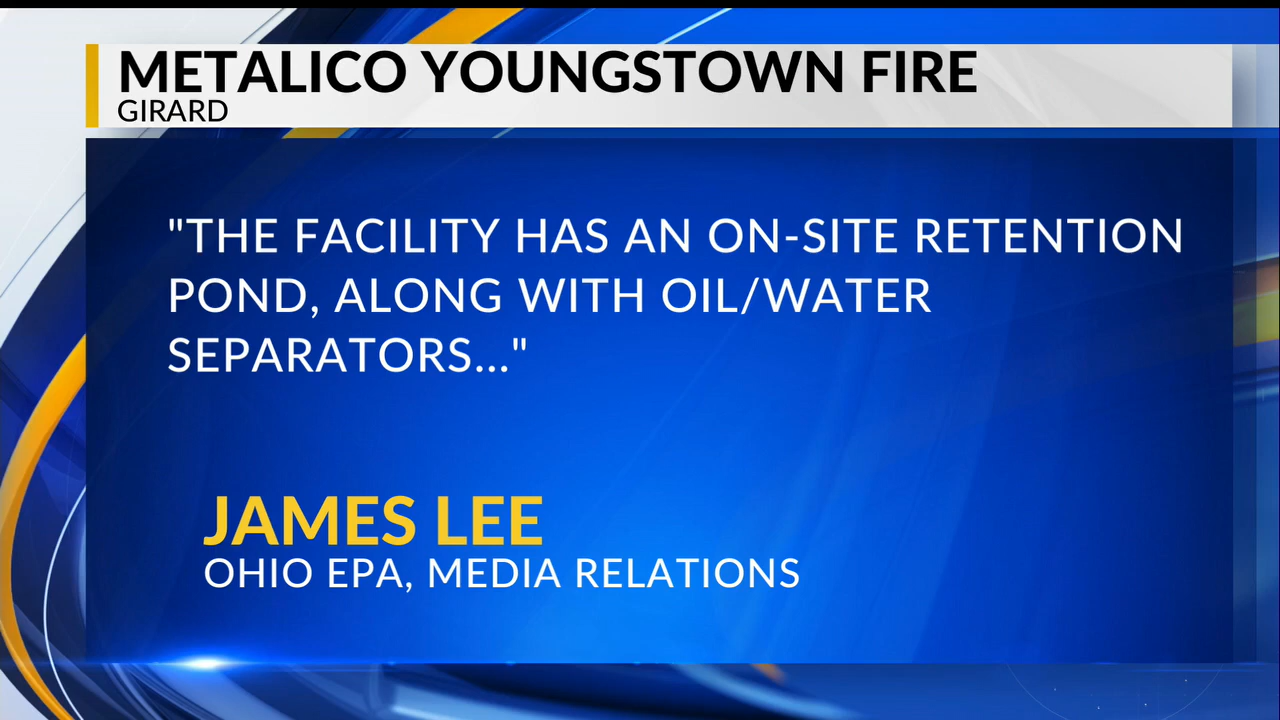 METALICO YOUNGSTOWN FIRE
GIRARD
"THE FACILITY HAS AN ON-SITE RETENTION
POND, ALONG WITH OIL/WATER
SEPARATORS..."
JAMES LEE
OHIO EPA, MEDIA RELATIONS